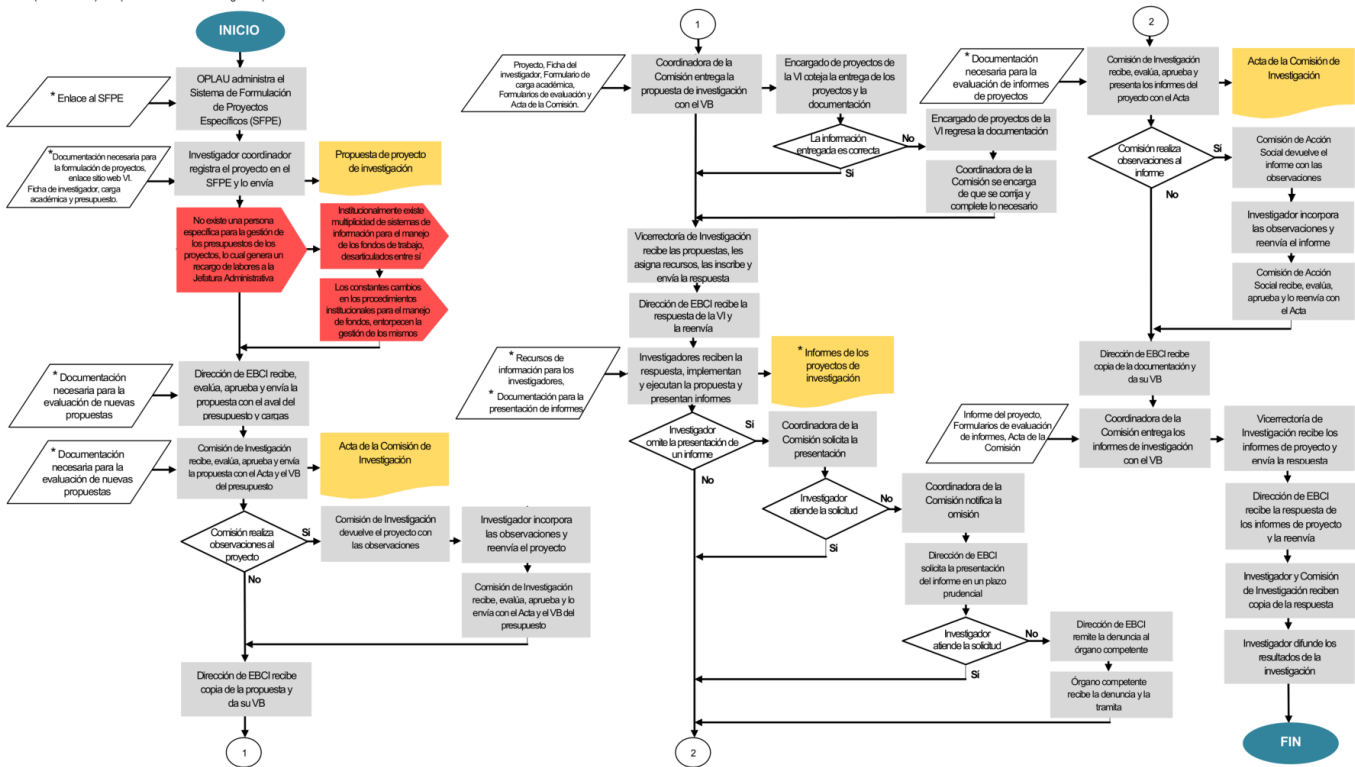 INICIO
* Enlace al SFPE
OPLAU administra el
Sistema de Formulación
de Proyectos
Específicos (SFPE)
*Documentación necesaria para
la formulación de proyectos,
enlace sitio web VI.
Ficha de investigador, carga
académica y presupuesto.
Investigador coordinador
registra el proyecto en el
SFPE y lo envía
Propuesta de proyecto
de investigación
No existe una persona
específica para la gestión de
los presupuestos de los
proyectos, lo cual genera un
recargo de labores a la
Jefatura Administrativa
Institucionalmente existe
multiplicidad de sistemas de
información para el manejo
de los fondos de trabajo,
desarticulados entre sí
Los constantes cambios
en los procedimientos
institucionales para el manejo
de fondos, entorpecen la
gestión de los mismos
* Documentación
necesaria para la
evaluación de nuevas
propuestas
Dirección de EBCI recibe,
evalúa, aprueba y envía la
propuesta con el aval del
presupuesto y cargas
* Documentación
necesaria para la
evaluación de nuevas
propuestas
Comisión de Investigación
recibe, evalúa, aprueba y envía
la propuesta con el Acta y el VB
del presupuesto
Acta de la Comisión de
Investigación
Comisión realiza
observaciones al
proyecto
Sí
No
Comisión de Investigación
devuelve el proyecto con
las observaciones
Investigador incorpora
las observaciones y
reenvía el proyecto
Comisión de Investigación
recibe, evalúa, aprueba y lo
envía con el Acta y el VB del
presupuesto
Dirección de EBCI recibe
copia de la propuesta y
da su VB
1
1
Proyecto, Ficha del
investigador, Formulario de
carga académica,
Formularios de evaluación y
Acta de la Comisión.
Coordinadora de la
Comisión entrega la
propuesta de investigación
con el VB
Encargado de proyectos de
la VI coteja la entrega de los
proyectos y la
documentación
La información
entregada es correcta
No
Sí
Encargado de proyectos de la
VI regresa la documentación
Coordinadora de la
Comisión se encarga
de que se corrija y
complete lo necesario
Vicerrectoría de Investigación
recibe las propuestas, les
asigna recursos, las inscribe y
envía la respuesta
Dirección de EBCI recibe la
respuesta de la VI y
la reenvía
* Recursos de
información para los
investigadores,
* Documentación para la
presentación de informes
Investigadores reciben la
respuesta, implementan
y ejecutan la propuesta y
presentan informes
* Informes de los
proyectos de
investigación
Investigador
omite la presentación de
un informe
Sí
No
Coordinadora de la
Comisión solicita la
presentación
Investigador
atiende la solicitud
No
Sí
Coordinadora de la
Comisión notifica la
omisión
Dirección de EBCI
solicita la presentación
del informe en un plazo
prudencial
Investigador
atiende la solicitud
No
Sí
Dirección de EBCI
remite la denuncia al
órgano competente
Órgano competente
recibe la denuncia y la
tramita
2
2
* Documentación
necesaria para la
evaluación de informes
de proyectos
Comisión de Investigación
recibe, evalúa, aprueba y
presenta los informes del
proyecto con el Acta
Acta de la Comisión de
Investigación
Comisión realiza
observaciones al
informe
Sí
No
Comisión de Acción
Social devuelve el
informe con las
observaciones
Investigador incorpora
las observaciones y
reenvía el informe
Comisión de Acción
Social recibe, evalúa,
aprueba y lo reenvía con
el Acta
Dirección de EBCI recibe
copia de la documentación y
da su VB
Informe del proyecto,
Formularios de evaluación
de informes, Acta de la
Comisión
Coordinadora de la
Comisión entrega los
informes de investigación
con el VB
Vicerrectoría de
Investigación recibe los
informes de proyecto y
envía la respuesta
Dirección de EBCI
recibe la respuesta de
los informes de proyecto
y la reenvía
Investigador y Comisión
de Investigación reciben
copia de la respuesta
Investigador difunde los
resultados de la
investigación
FIN